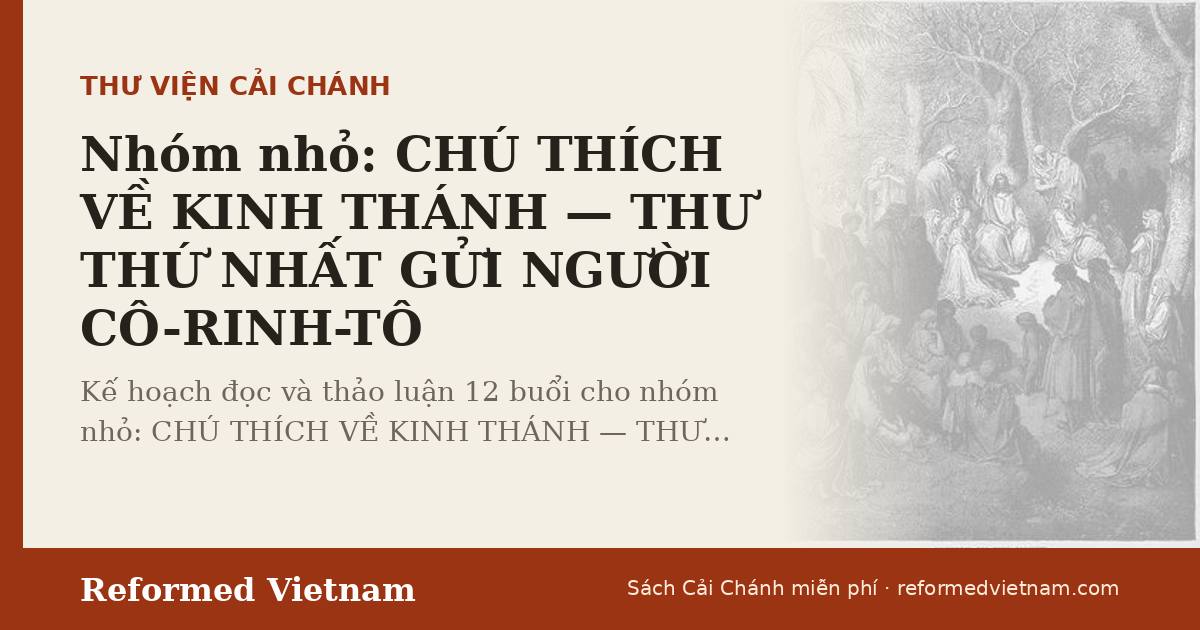 THƯ VIỆN CẢI CHÁNH
Nhóm nhỏ: CHÚ THÍCH
VỀ KINH THÁNH — THƯ
THỨ NHẤT GỬI NGƯỜI
CÔ-RINH-TÔ
Kế hoạch đọc và thảo luận 12 buổi cho nhóm
nhỏ: CHÚ THÍCH VỀ KINH THÁNH — THƯ...
Reformed Vietnam
Sách Cải Chánh miễn phí · reformedvietnam.com